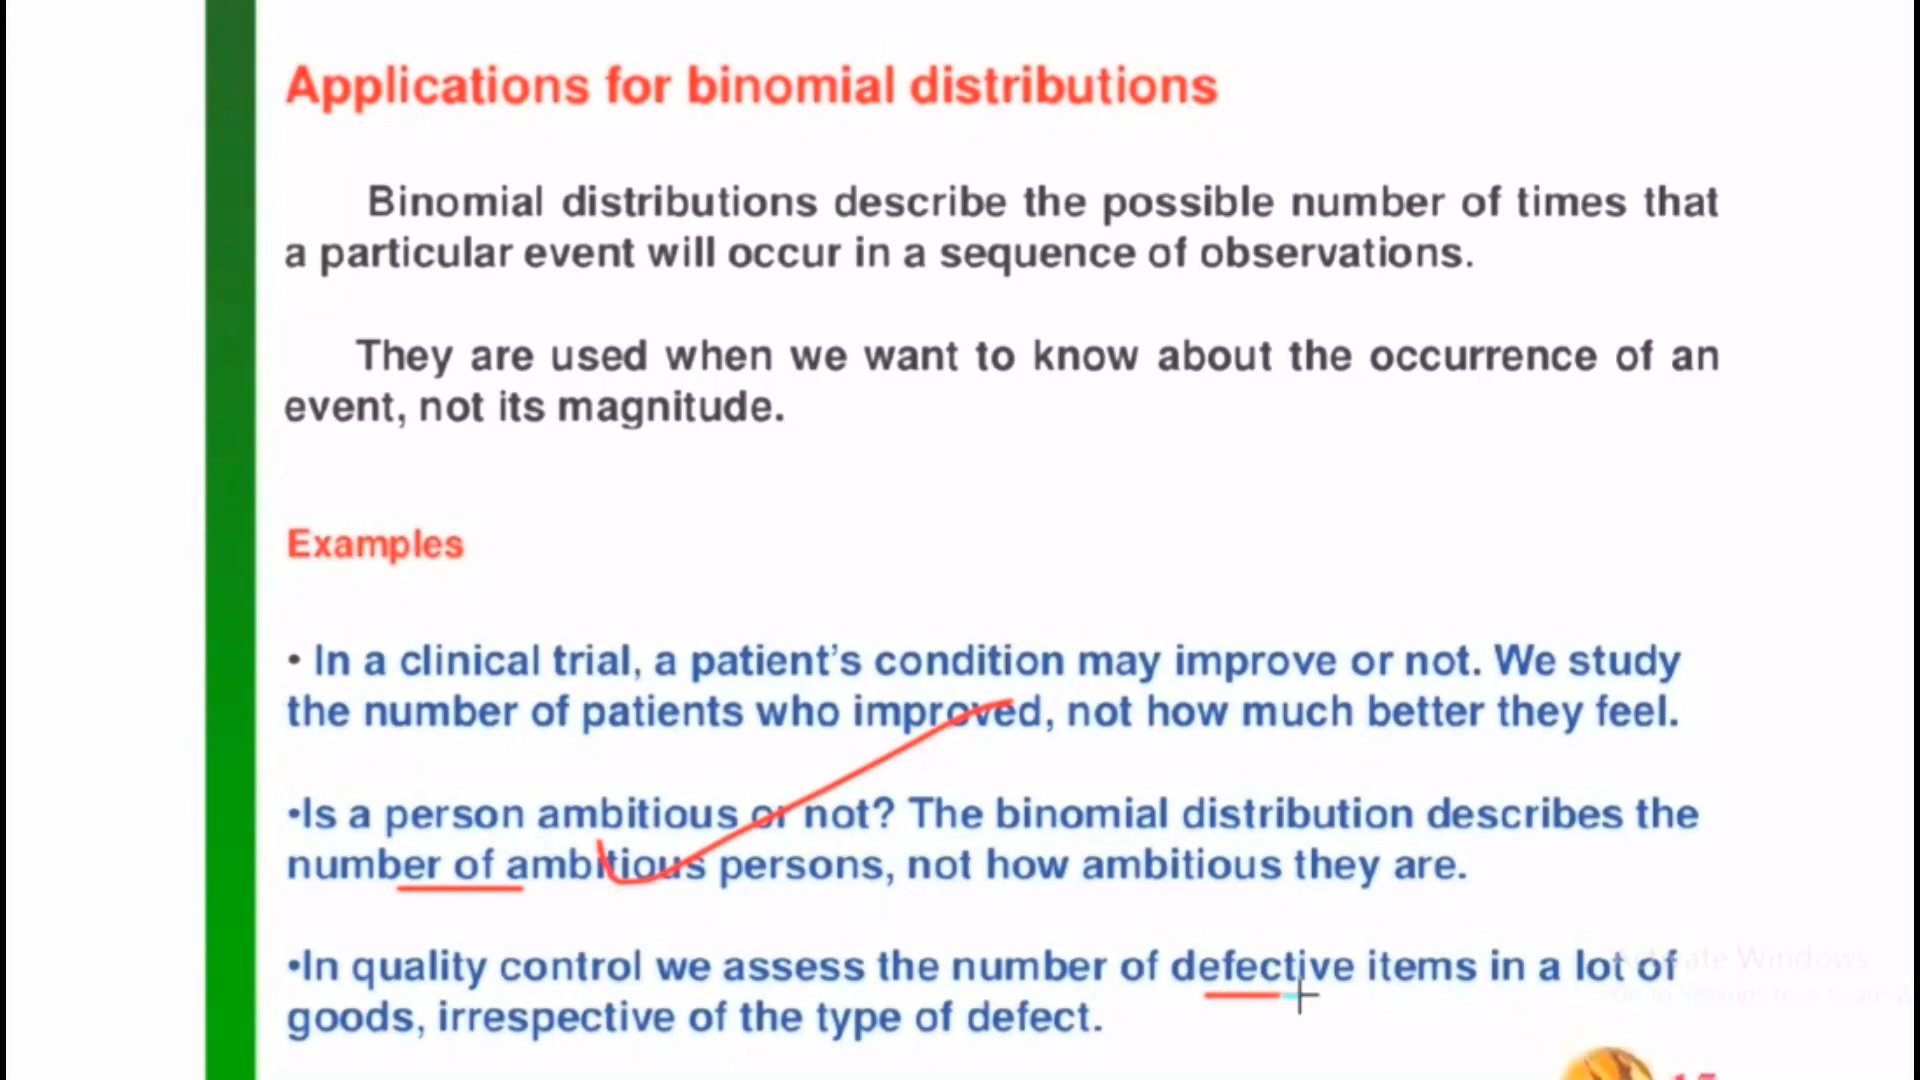 Applications for binomial distributions
Binomial distributions describe the possible number of times that
a particular event will occur in a sequence of observations.
They are used when we want to know about the occurrence of an
event, not its magnitude.
Examples
• In a clinical trial, a patient’s condition may improve or not. We study
the number of patients who improved, not how much better they feel.
•Is a person ambitious or not? The binomial distribution describes the
number of ambitious persons, not how ambitious they are.
•In quality control we assess the number of defective items in a lot of
goods, irrespective of the type of defect.
Activate Windows
15